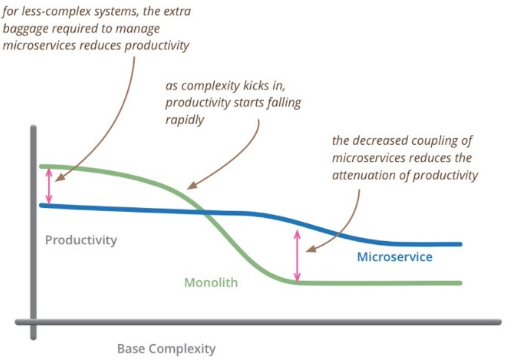 for less-complex systems, the extra
baggage required to manage
microservices reduces productivity
as complexity kicks in,
productivity starts falling
rapidly
the decreased coupling of
microservices reduces the
attenuation of productivity
Productivity
Microservice
Monolith
Base Complexity